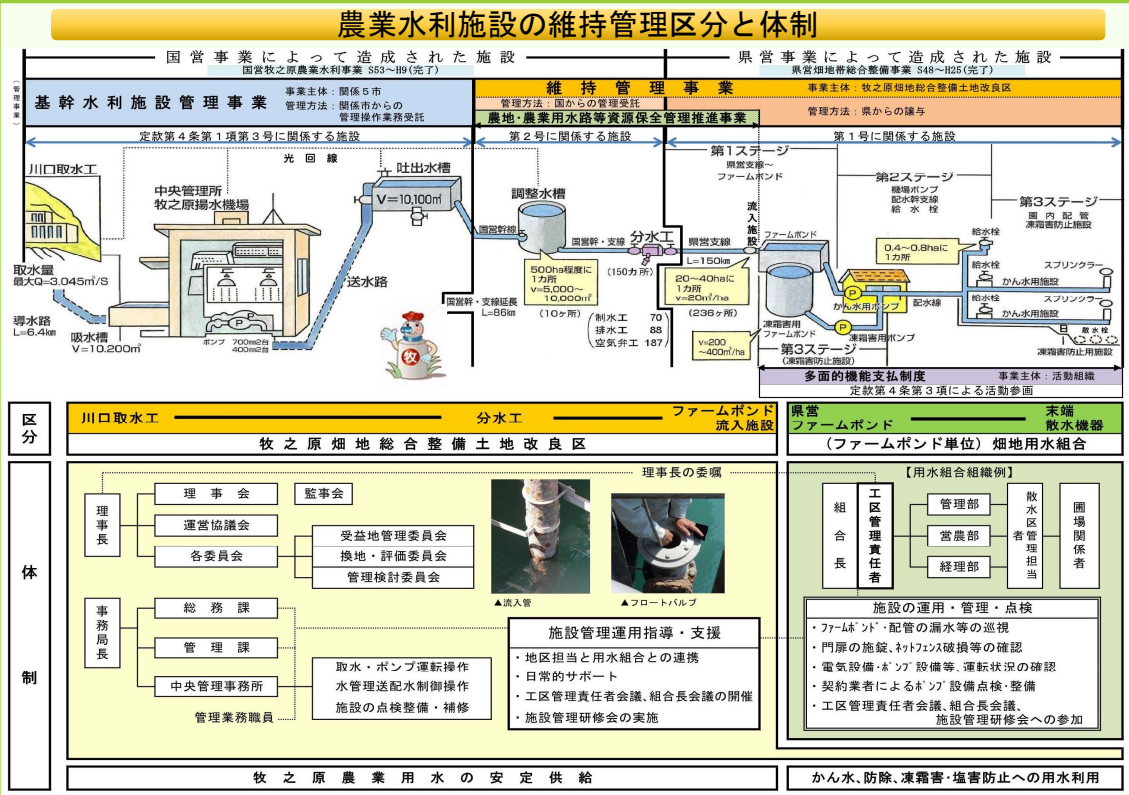 農業水利施設の維持管理区分と体制
国営事業によって造成された施設
国営牧之原農業水利事業 S53～H9(完了)
県営事業によって造成された施設
県営畑地帯総合整備事業 S48～H25(完了)
(管理事業)
基幹水利施設管理事業
事業主体：関係５市
管理方法：関係市からの
管理操作業務受託
維持管理事業
事業主体：牧之原畑地総合整備土地改良区
管理方法：国からの管理受託
管理方法：県からの譲与
農地・農業用水路等資源保全管理推進事業
定款第４条第１項第３号に関係する施設
第２号に関係する施設
第１号に関係する施設
光回線
川口取水工
中央管理所
牧之原揚水機場
吐出水槽
V＝10,100㎥
調整水槽
国営幹線
国営幹・支線
分水工
(150カ所)
県営支線
L＝150㎞
流入施設
第1ステージ
県営支線～
ファームポンド
第2ステージ
機場ポンプ
配水幹支線
給水栓
第3ステージ
圃内配管
凍霜害防止施設
ファームポンド
0.4～0.8haに
1カ所
給水栓
給水栓
かん水用施設
スプリンクラー
給水栓
かん水用施設
スプリンクラー
散水栓
凍霜害防止用施設
取水量
最大Q=3.045㎥/S
導水路
L=6.4㎞
吸水槽
V=10.200㎥
ポンプ 700㎜2台
400㎜2台
送水路
国営幹・支線延長
L=86㎞
500ha程度に
1カ所
v=5,000～
10,000㎥
(10ヶ所)
制水工 70
排水工 88
空気弁工 187
20～40haに
1カ所
v=20㎥/ha
(236ヶ所)
v=200
～400㎥/ha
凍霜害用
ファームポンド
P
かん水用ポンプ
配水線
P
凍霜害用ポンプ
第3ステージ
(凍霜害防止施設)
牧
多面的機能支払制度
事業主体：活動組織
定款第４条第３項による活動参画
区分
川口取水工
分水工
ファームポンド
流入施設
牧之原畑地総合整備土地改良区
県営
ファームポンド
末端
散水機器
(ファームポンド単位) 畑地用水組合
体制
理事長
理事会
監事会
運営協議会
各委員会
受益地管理委員会
換地・評価委員会
管理検討委員会
理事長の委嘱
▲流入管
▲フロートバルブ
事務局長
総務課
管理課
中央管理事務所
管理業務職員
取水・ポンプ運転操作
水管理送配水制御操作
施設の点検整備・補修
施設管理運用指導・支援
・地区担当と用水組合との連携
・日常的サポート
・工区管理責任者会議、組合長会議の開催
・施設管理研修会の実施
【用水組合組織例】
組合長
工区管理責任者
管理部
営農部
経理部
散水区管理担当者
圃場関係者
施設の運用・管理・点検
・ﾌｧｰﾑﾎﾟﾝﾄﾞ・配管の漏水等の巡視
・門扉の施錠、ﾈｯﾄﾌｪﾝｽ破損等の確認
・電気設備・ﾎﾟﾝﾌﾟ設備等、運転状況の確認
・契約業者によるﾎﾟﾝﾌﾟ設備点検・整備
・工区管理責任者会議、組合長会議、
施設管理研修会への参加
牧之原農業用水の安定供給
かん水、防除、凍霜害・塩害防止への用水利用